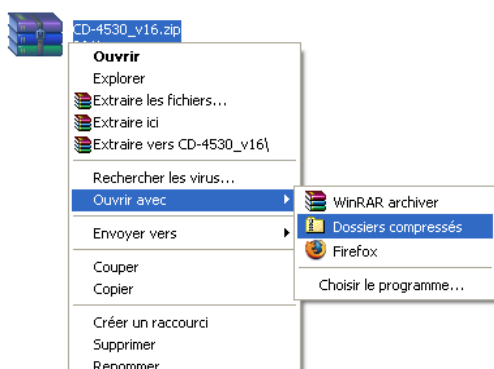 CD-4530_v16.zip
Ouvrir
Explorer
Extraire les fichiers...
Extraire ici
Extraire vers CD-4530_v16\
Rechercher les virus...
Ouvrir avec
WinRAR archiver
Dossiers compressés
Firefox
Choisir le programme...
Envoyer vers
Couper
Copier
Créer un raccourci
Supprimer
Renommer